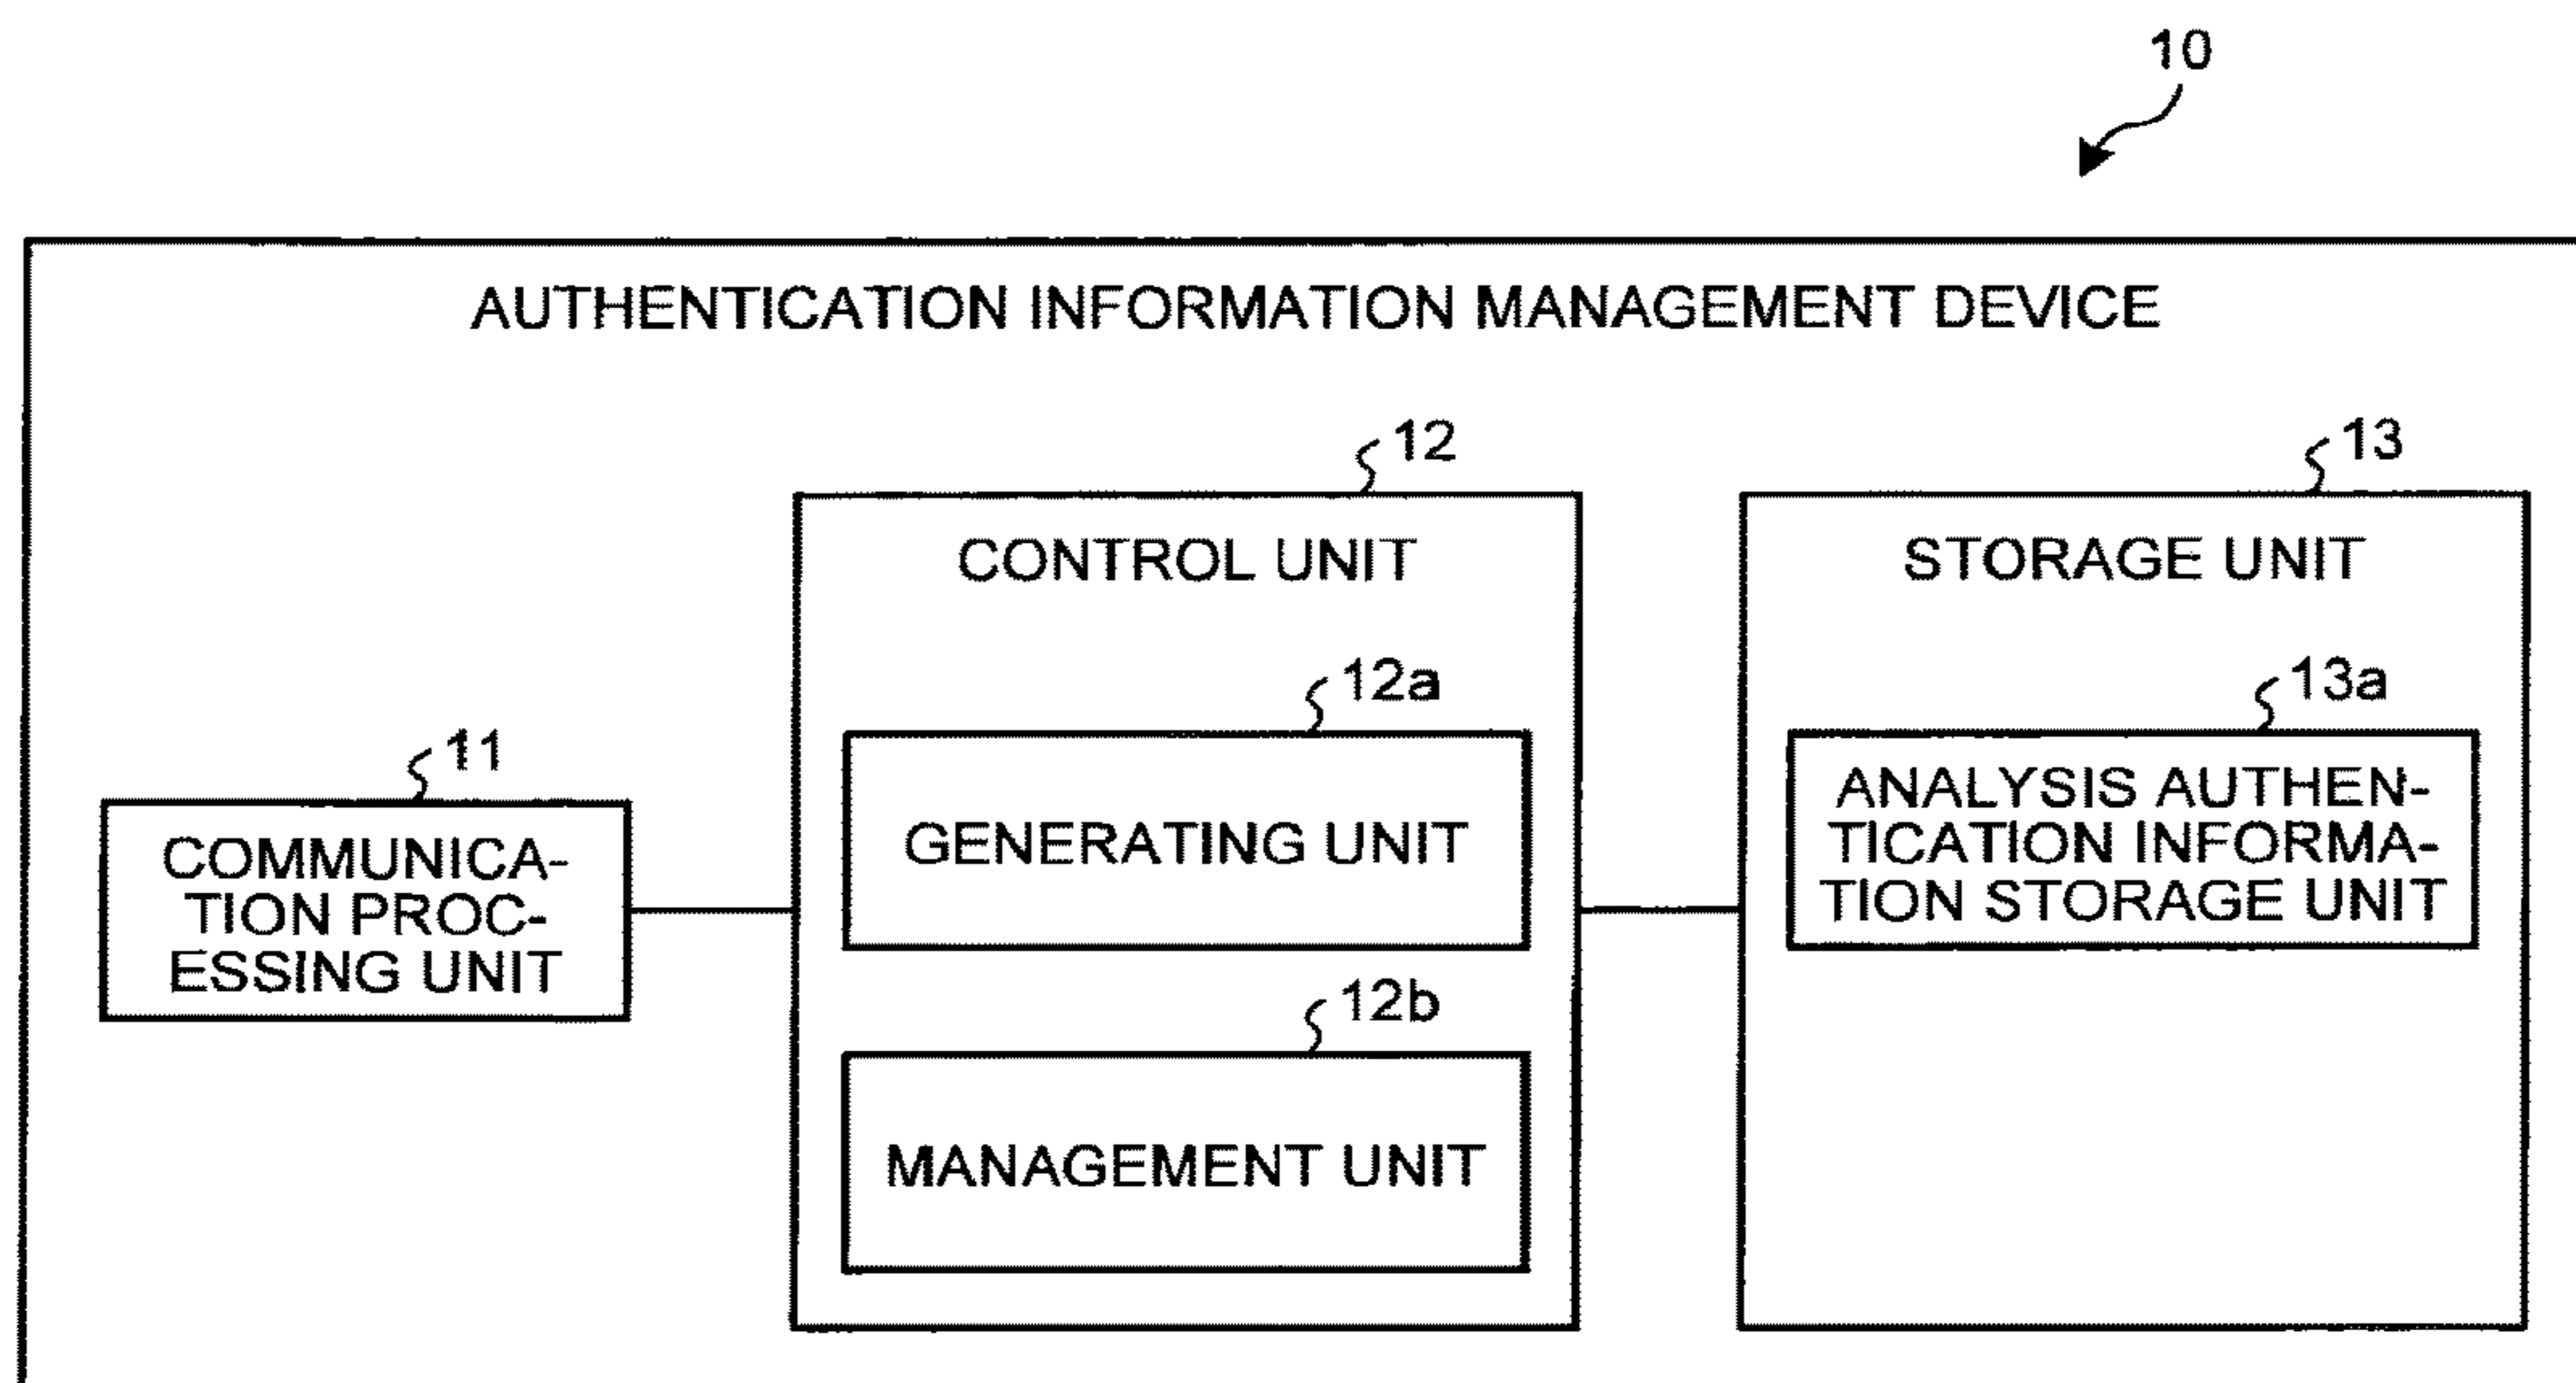 10
AUTHENTICATION INFORMATION MANAGEMENT DEVICE
11
COMMUNICA-
TION PROC-
ESSING UNIT
12
CONTROL UNIT
12a
GENERATING UNIT
12b
MANAGEMENT UNIT
13
STORAGE UNIT
13a
ANALYSIS AUTHEN-
TICATION INFORMA-
TION STORAGE UNIT